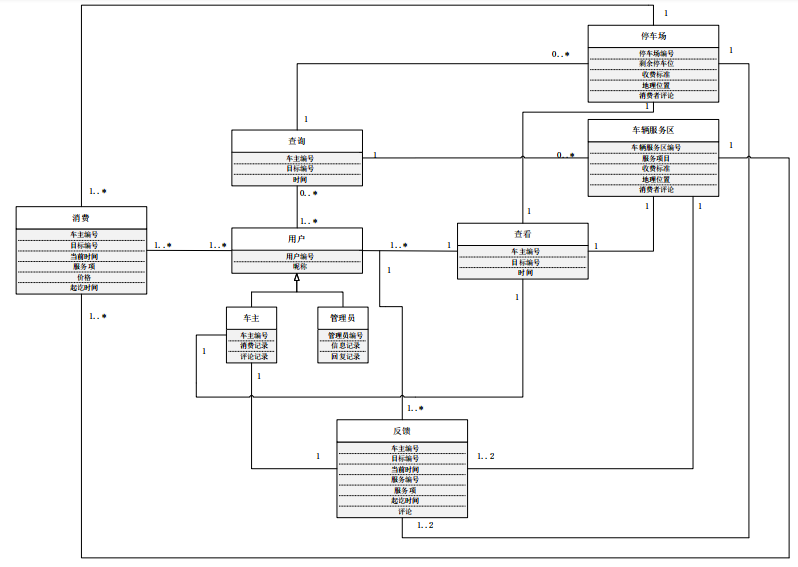 1
停车场
停车场编号
剩余停车位
收费标准
地理位置
消费者评论
1
0..*
1
1
车辆服务区
车辆服务区编号
服务项目
收费标准
地理位置
消费者评论
1
0..*
1
1
查询
车主编号
目标编号
时间
1
0..*
1..*
1..*
消费
车主编号
目标编号
当前时间
服务项
价格
起讫时间
1..*
1..*
1..*
用户
用户编号
昵称
1..*
1
1
查看
车主编号
目标编号
时间
1
1
1
车主
车主编号
消费记录
评论记录
1
1
管理员
管理员编号
信息记录
回复记录
1..*
反馈
车主编号
目标编号
当前时间
服务编号
服务项
起讫时间
评论
1
1..2
1..2